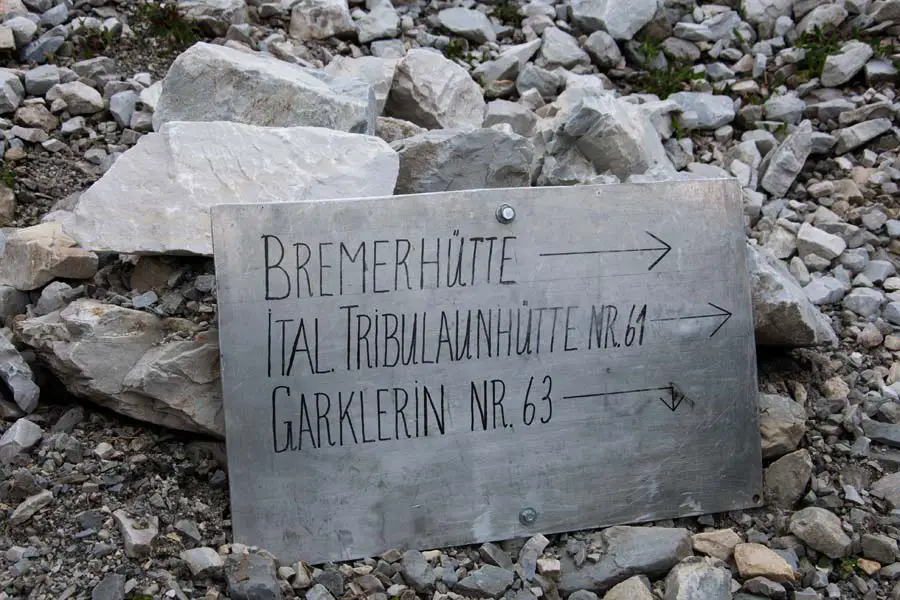 BREMERHÜTTE
ITAL. TRIBULAUNHÜTTE NR.61
GARKLERIN NR. 63